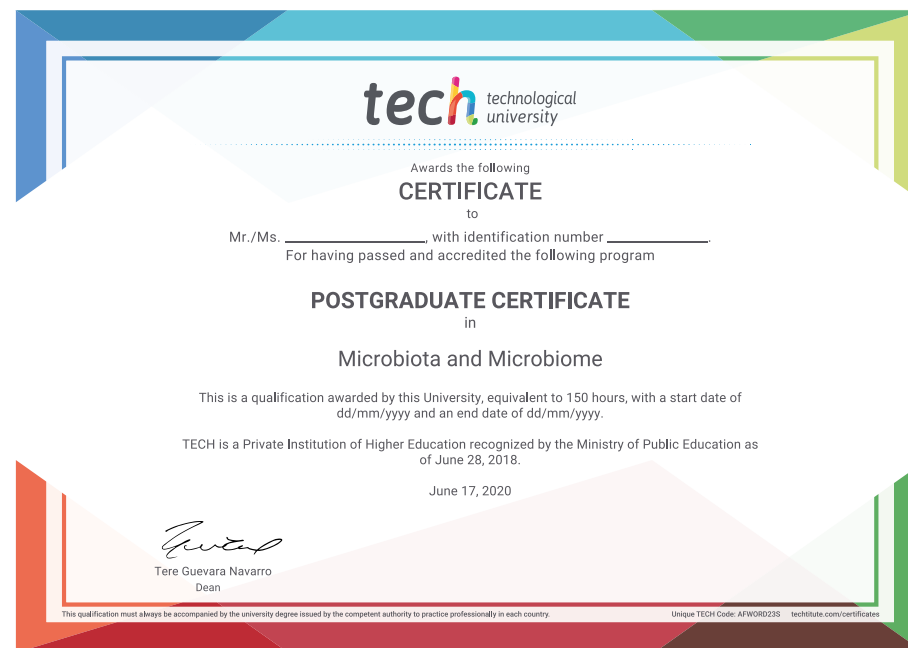 tech technological
university
Awards the following
CERTIFICATE
to
Mr./Ms. ____________________, with identification number ______________.
For having passed and accredited the following program
POSTGRADUATE CERTIFICATE
in
Microbiota and Microbiome
This is a qualification awarded by this University, equivalent to 150 hours, with a start date of
dd/mm/yyyy and an end date of dd/mm/yyyy.
TECH is a Private Institution of Higher Education recognized by the Ministry of Public Education as
of June 28, 2018.
June 17, 2020
Tere Guevara Navarro
Dean
This qualification must always be accompanied by the university degree issued by the competent authority to practice professionally in each country. Unique TECH Code: AFWORD23S techtitute.com/certificates